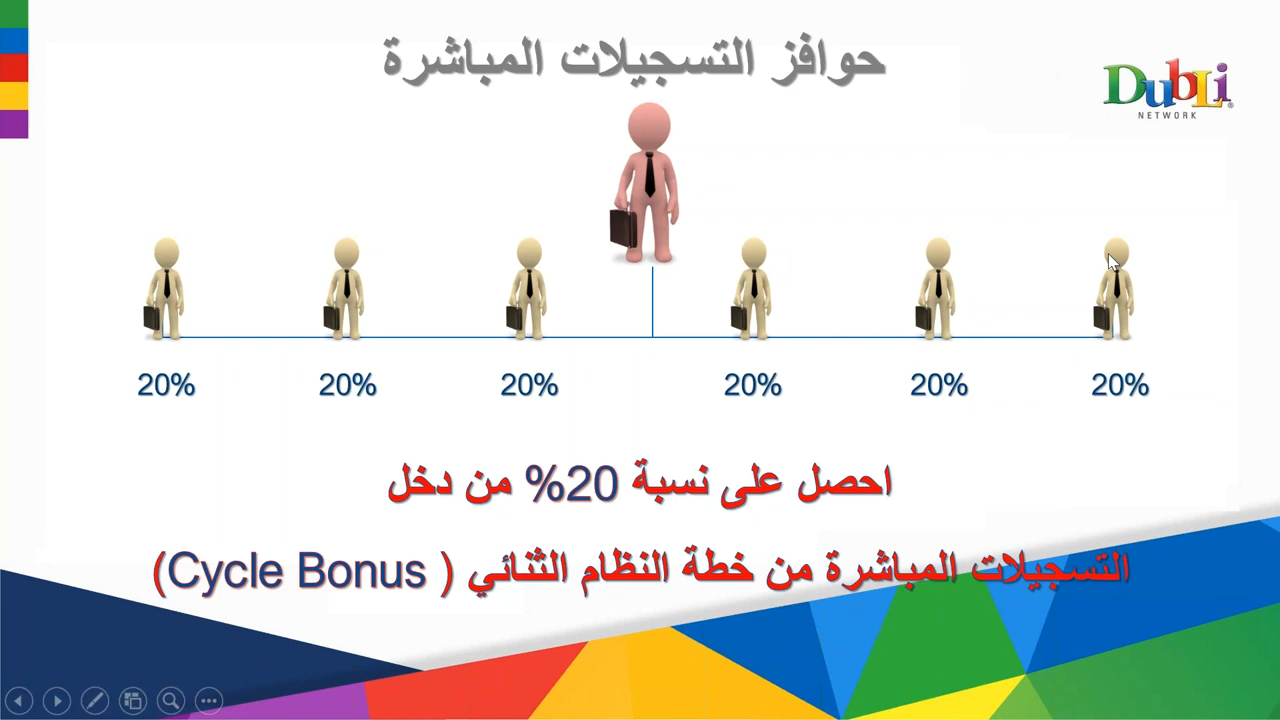 حوافز التسجيلات المباشرة
DubLi®
NETWORK
20% 20% 20% 20% 20% 20%
احصل على نسبة 20% من دخل
التسجيلات المباشرة من خطة النظام الثنائي ( Cycle Bonus)